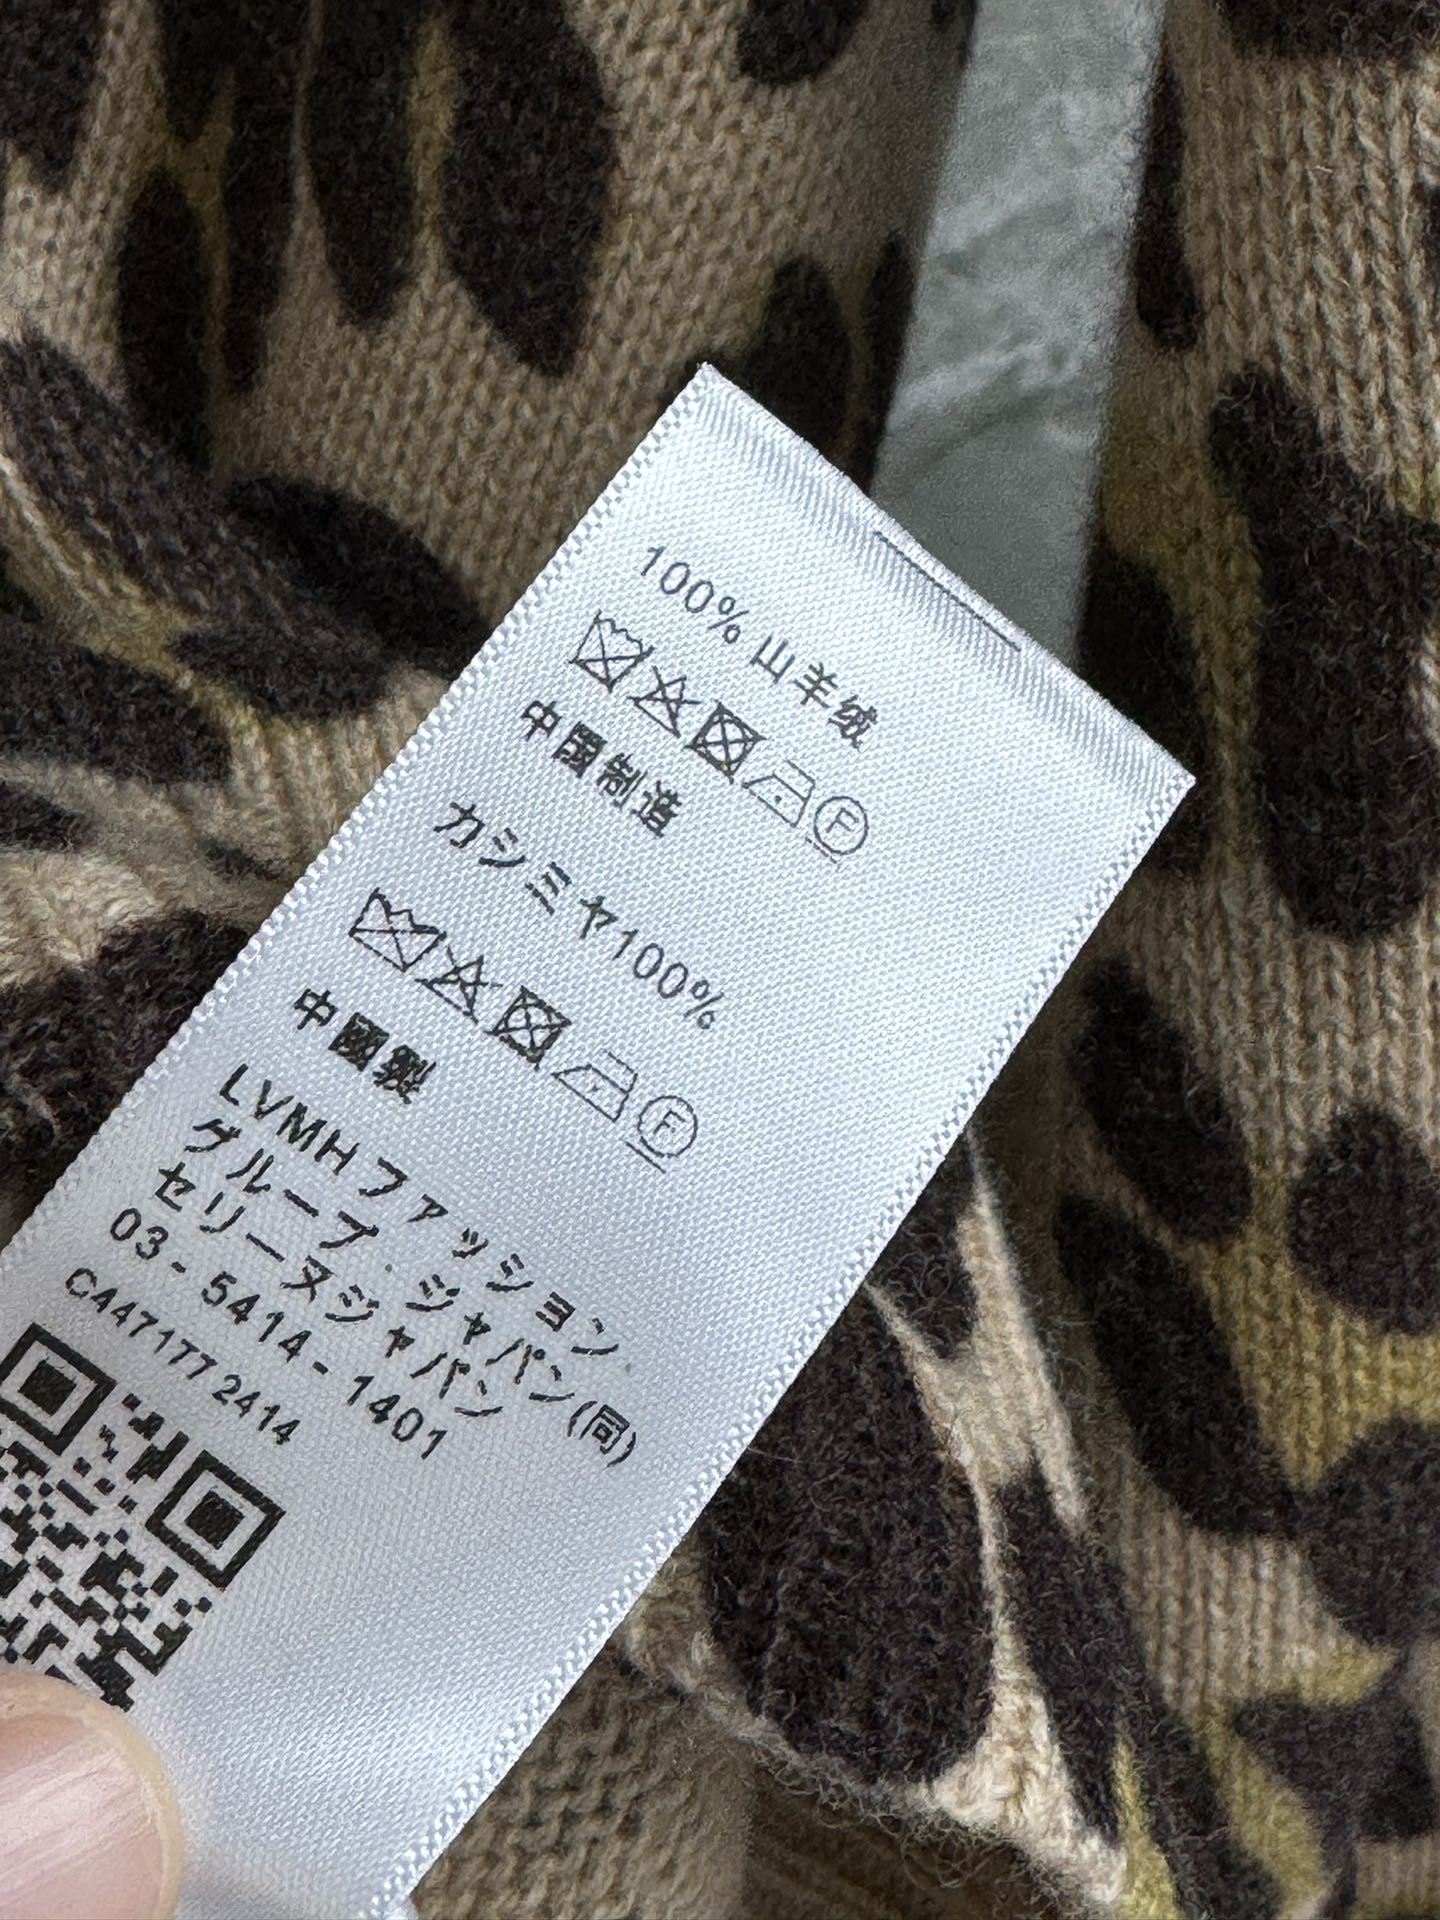 100% 山羊绒
F
中國制造
カシミヤ100%
F
中國製
LVMHファッション
グループ・ジャパン(同)
セリーヌジャパン
03-5414-1401
C447177 2414